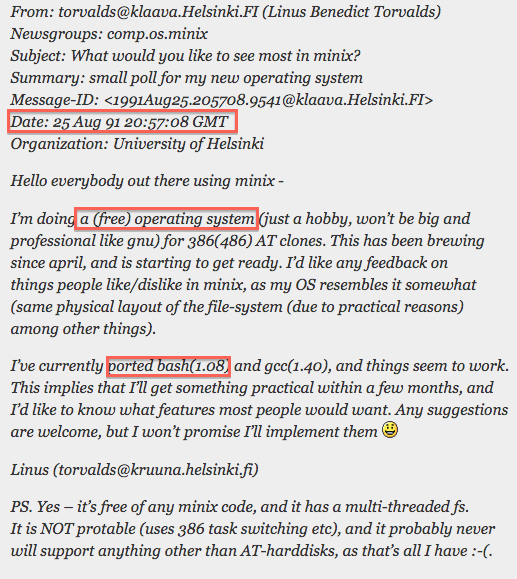 From: torvalds@klaava.Helsinki.FI (Linus Benedict Torvalds)
Newsgroups: comp.os.minix
Subject: What would you like to see most in minix?
Summary: small poll for my new operating system
Message-ID: <1991Aug25.205708.9541@klaava.Helsinki.FI>
Date: 25 Aug 91 20:57:08 GMT
Organization: University of Helsinki
Hello everybody out there using minix -
I'm doing a (free) operating system (just a hobby, won't be big and
professional like gnu) for 386(486) AT clones. This has been brewing
since april, and is starting to get ready. I'd like any feedback on
things people like/dislike in minix, as my OS resembles it somewhat
(same physical layout of the file-system (due to practical reasons)
among other things).
I've currently ported bash(1.08) and gcc(1.40), and things seem to work.
This implies that I'll get something practical within a few months, and
I'd like to know what features most people would want. Any suggestions
are welcome, but I won't promise I'll implement them 😀
Linus (torvalds@kruuna.helsinki.fi)
PS. Yes – it's free of any minix code, and it has a multi-threaded fs.
It is NOT protable (uses 386 task switching etc), and it probably never
will support anything other than AT-harddisks, as that's all I have :-(.